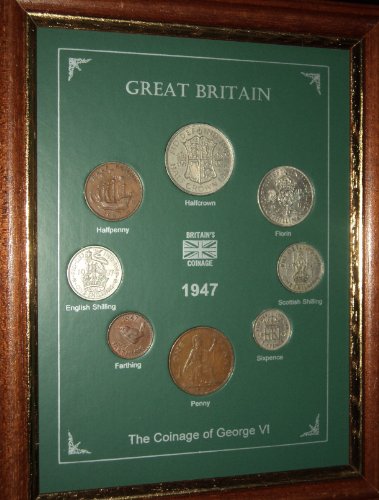 GREAT BRITAIN
Halfcrown
Halfpenny
Florin
BRITAIN'S
COINAGE
English Shilling
1947
Scottish Shilling
Farthing
Sixpence
Penny
The Coinage of George VI